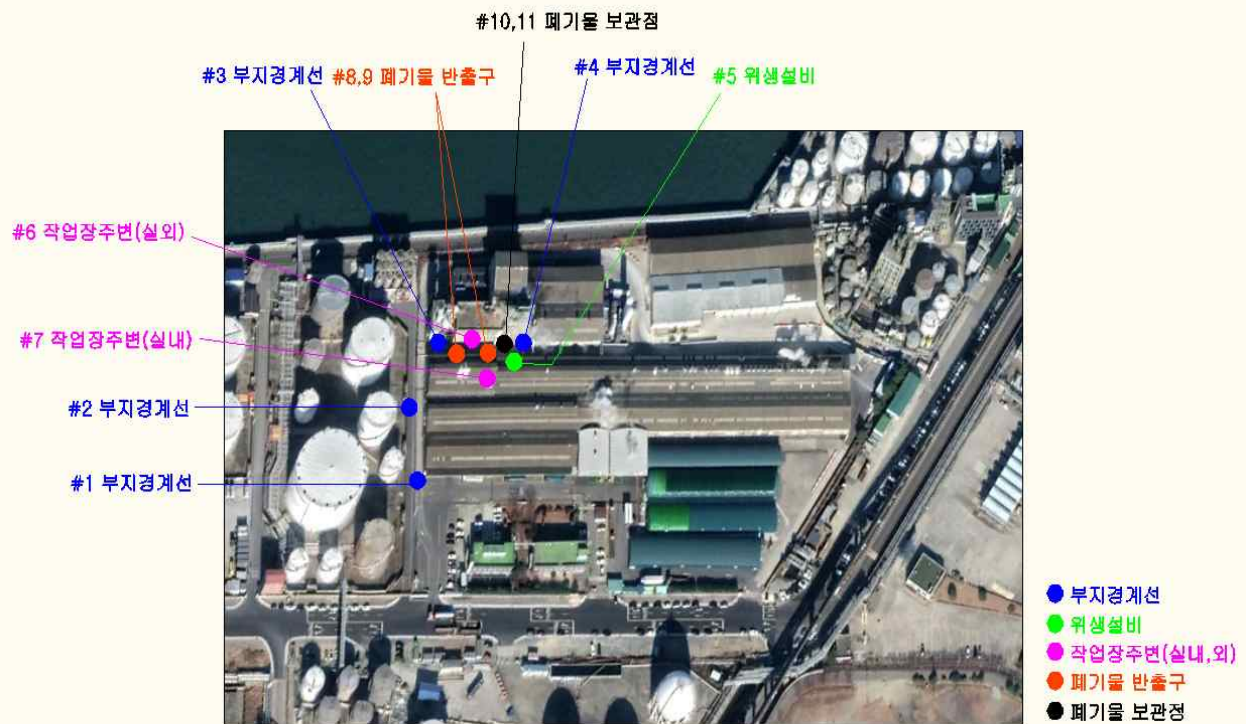 #10,11 폐기물 보관점
#3 부지경계선
#8,9 폐기물 반출구
#4 부지경계선
#5 위생설비
#6 작업장주변(실외)
#7 작업장주변(실내)
#2 부지경계선
#1 부지경계선
부지경계선
위생설비
작업장주변(실내,외)
폐기물 반출구
폐기물 보관정